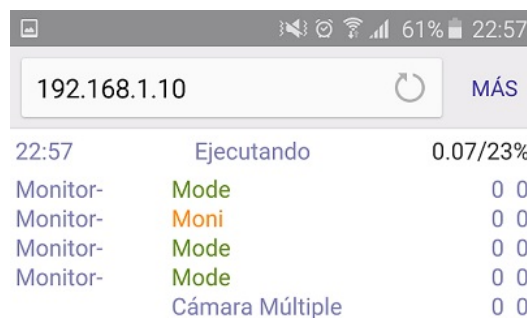 61% 22:57
192.168.1.10 MÁS
22:57 Ejecutando 0.07/23%
Monitor- Mode 0 0
Monitor- Moni 0 0
Monitor- Mode 0 0
Monitor- Mode 0 0
Cámara Múltiple 0 0